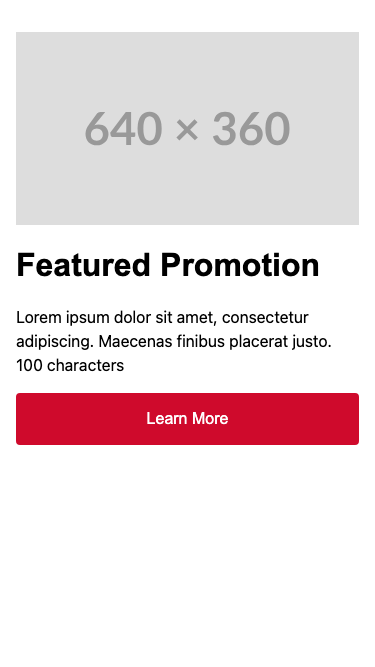 640 × 360
Featured Promotion
Lorem ipsum dolor sit amet, consectetur
adipiscing. Maecenas finibus placerat justo.
100 characters
Learn More